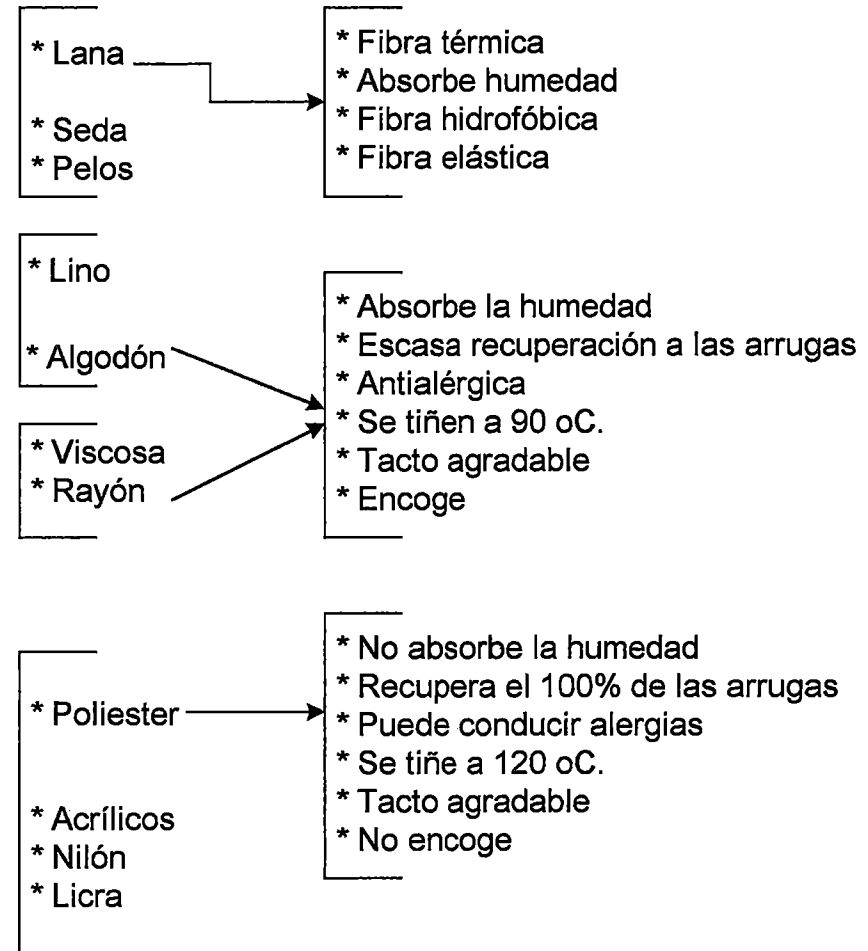 * Lana
* Seda
* Pelos
* Fibra térmica
* Absorbe humedad
* Fibra hidrofóbica
* Fibra elástica
* Lino
* Algodón
* Viscosa
* Rayón
* Absorbe la humedad
* Escasa recuperación a las arrugas
* Antialérgica
* Se tiñen a 90 oC.
* Tacto agradable
* Encoge
* Poliester
* Acrílicos
* Nilón
* Licra
* No absorbe la humedad
* Recupera el 100% de las arrugas
* Puede conducir alergias
* Se tiñe a 120 oC.
* Tacto agradable
* No encoge